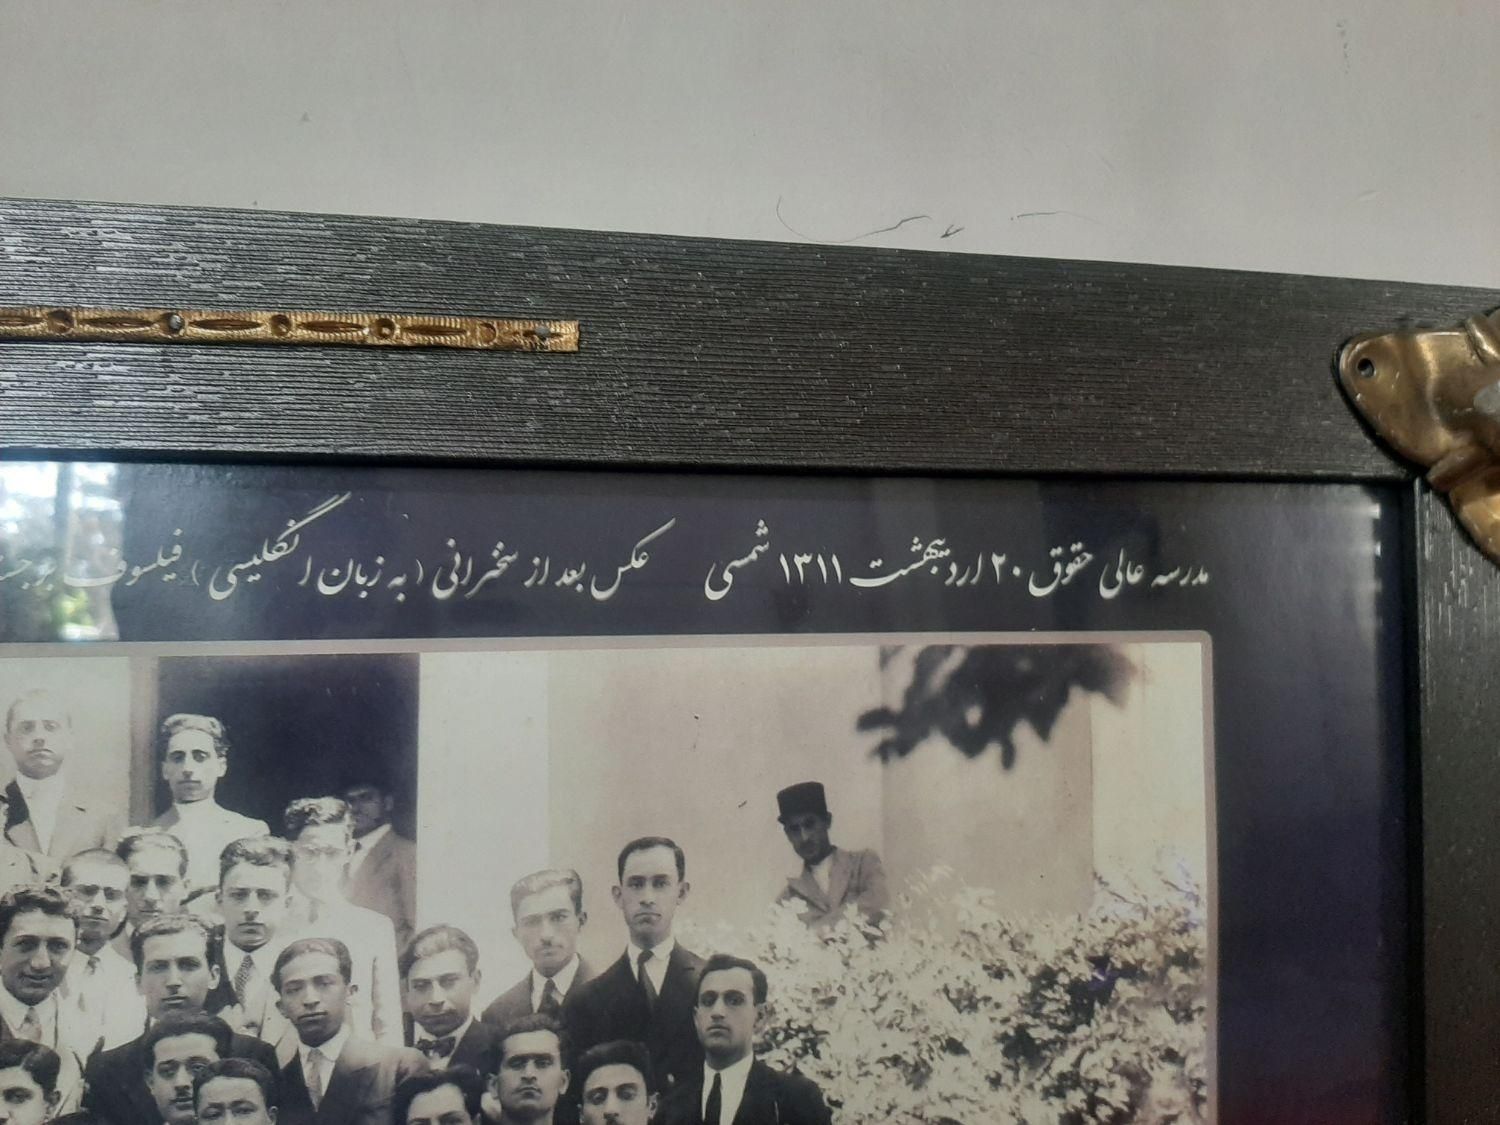 مدرسه عالی حقوق ۲۰ اردیبهشت ۱۳۱۱ شمسی عکس بعد از سخنرانی ( به زبان انگلیسی ) فیلسوف